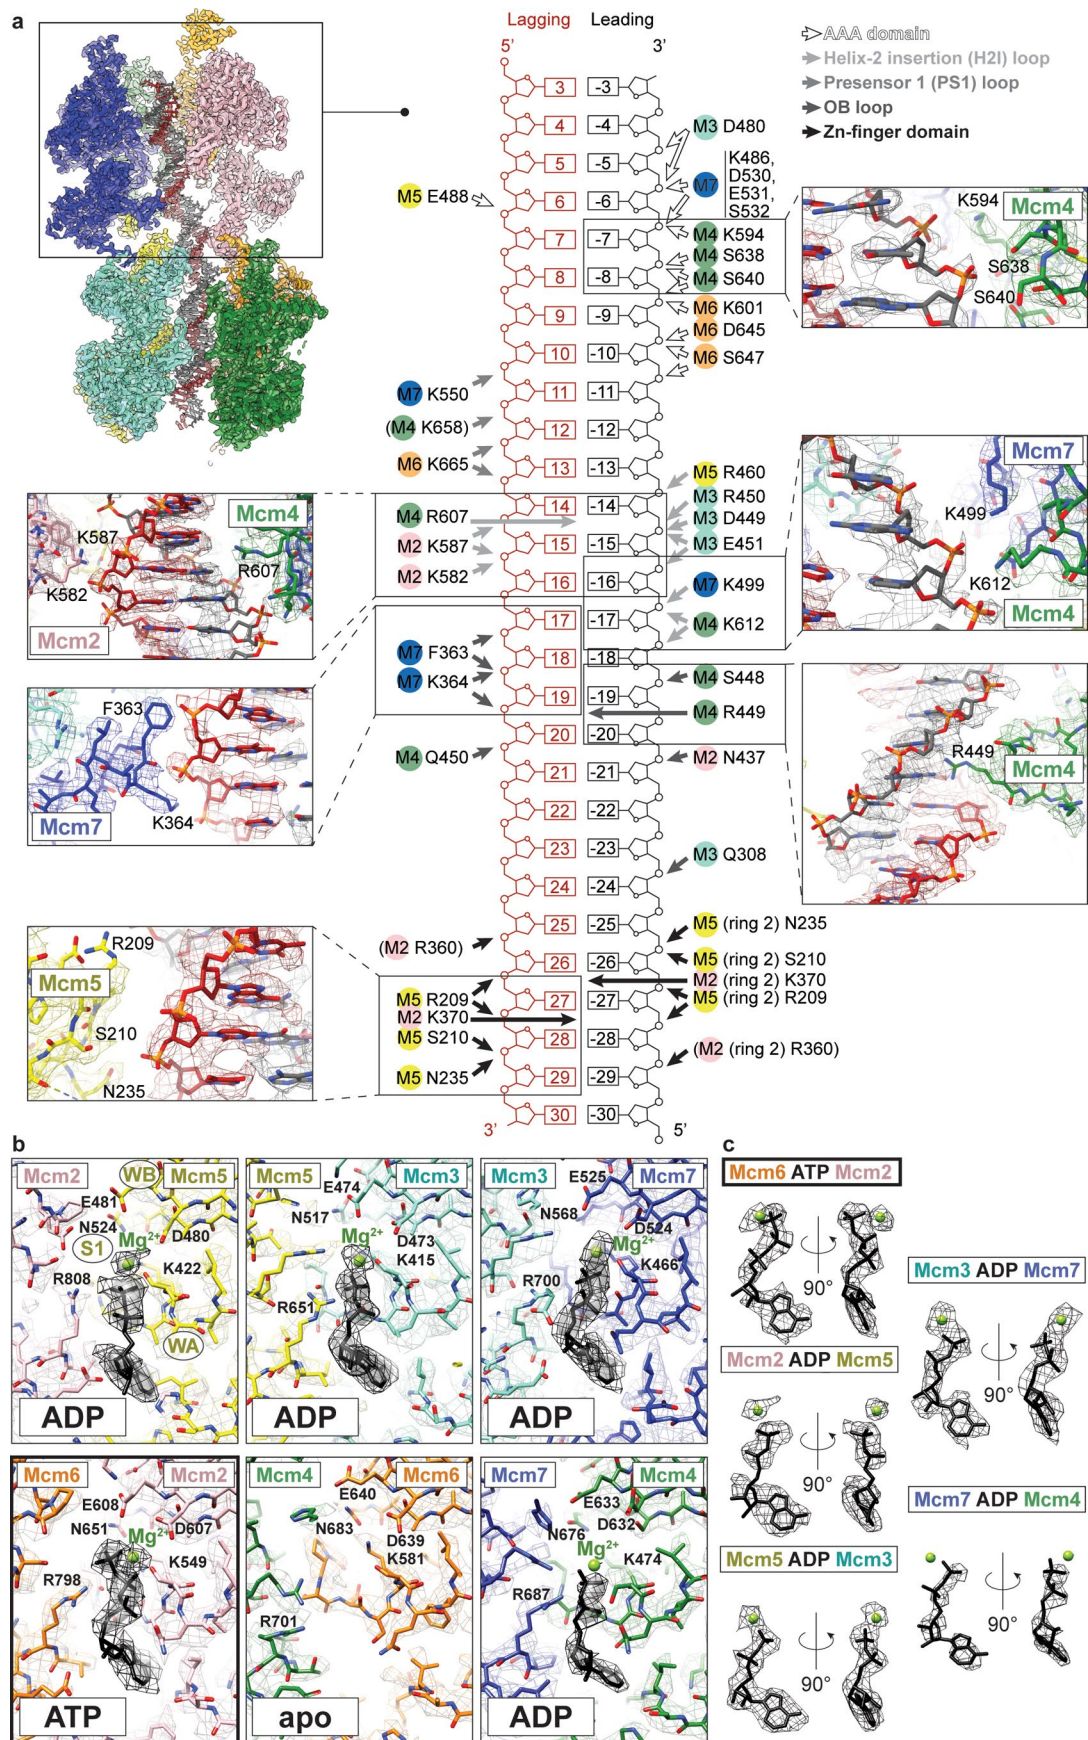 a
Lagging
Leading
5’
3’
AAA domain
Helix-2 insertion (H2I) loop
Presensor 1 (PS1) loop
OB loop
Zn-finger domain
3 -3
4 -4
5 -5
6 -6
7 -7
8 -8
9 -9
10 -10
11 -11
12 -12
13 -13
14 -14
15 -15
16 -16
17 -17
18 -18
19 -19
20 -20
21 -21
22 -22
23 -23
24 -24
25 -25
26 -26
27 -27
28 -28
29 -29
30 -30
3’
5’
M5 E488
M7 K550
(M4 K658)
M6 K665
M4 R607
M2 K587
M2 K582
M7 F363
M7 K364
M4 Q450
(M2 R360)
M5 R209
M2 K370
M5 S210
M5 N235
M3 D480
M7
K486,
D530,
E531,
S532
M4 K594
M4 S638
M4 S640
M6 K601
M6 D645
M6 S647
M5 R460
M3 R450
M3 D449
M3 E451
M7 K499
M4 K612
M4 S448
M4 R449
M2 N437
M3 Q308
M5 (ring 2) N235
M5 (ring 2) S210
M2 (ring 2) K370
M5 (ring 2) R209
(M2 (ring 2) R360)
K594
Mcm4
S638
S640
Mcm7
K499
K612
Mcm4
R449
Mcm4
Mcm4
K587
R607
K582
Mcm2
F363
Mcm7
K364
R209
Mcm5
S210
N235
b
Mcm2
WB
Mcm5
E481
N524
D480
S1
Mg2+
R808
K422
WA
ADP
Mcm5
Mcm3
E474
N517
Mg2+
D473
K415
R651
ADP
Mcm3
Mcm7
E525
N568
D524
Mg2+
K466
R700
ADP
Mcm6
Mcm2
E608
N651
D607
Mg2+
K549
R798
ATP
Mcm4
Mcm6
E640
N683
D639
K581
R701
apo
Mcm7
Mcm4
E633
N676
D632
Mg2+
K474
R687
ADP
c
Mcm6 ATP Mcm2
90°
Mcm3 ADP Mcm7
90°
Mcm2 ADP Mcm5
90°
Mcm7 ADP Mcm4
90°
Mcm5 ADP Mcm3
90°